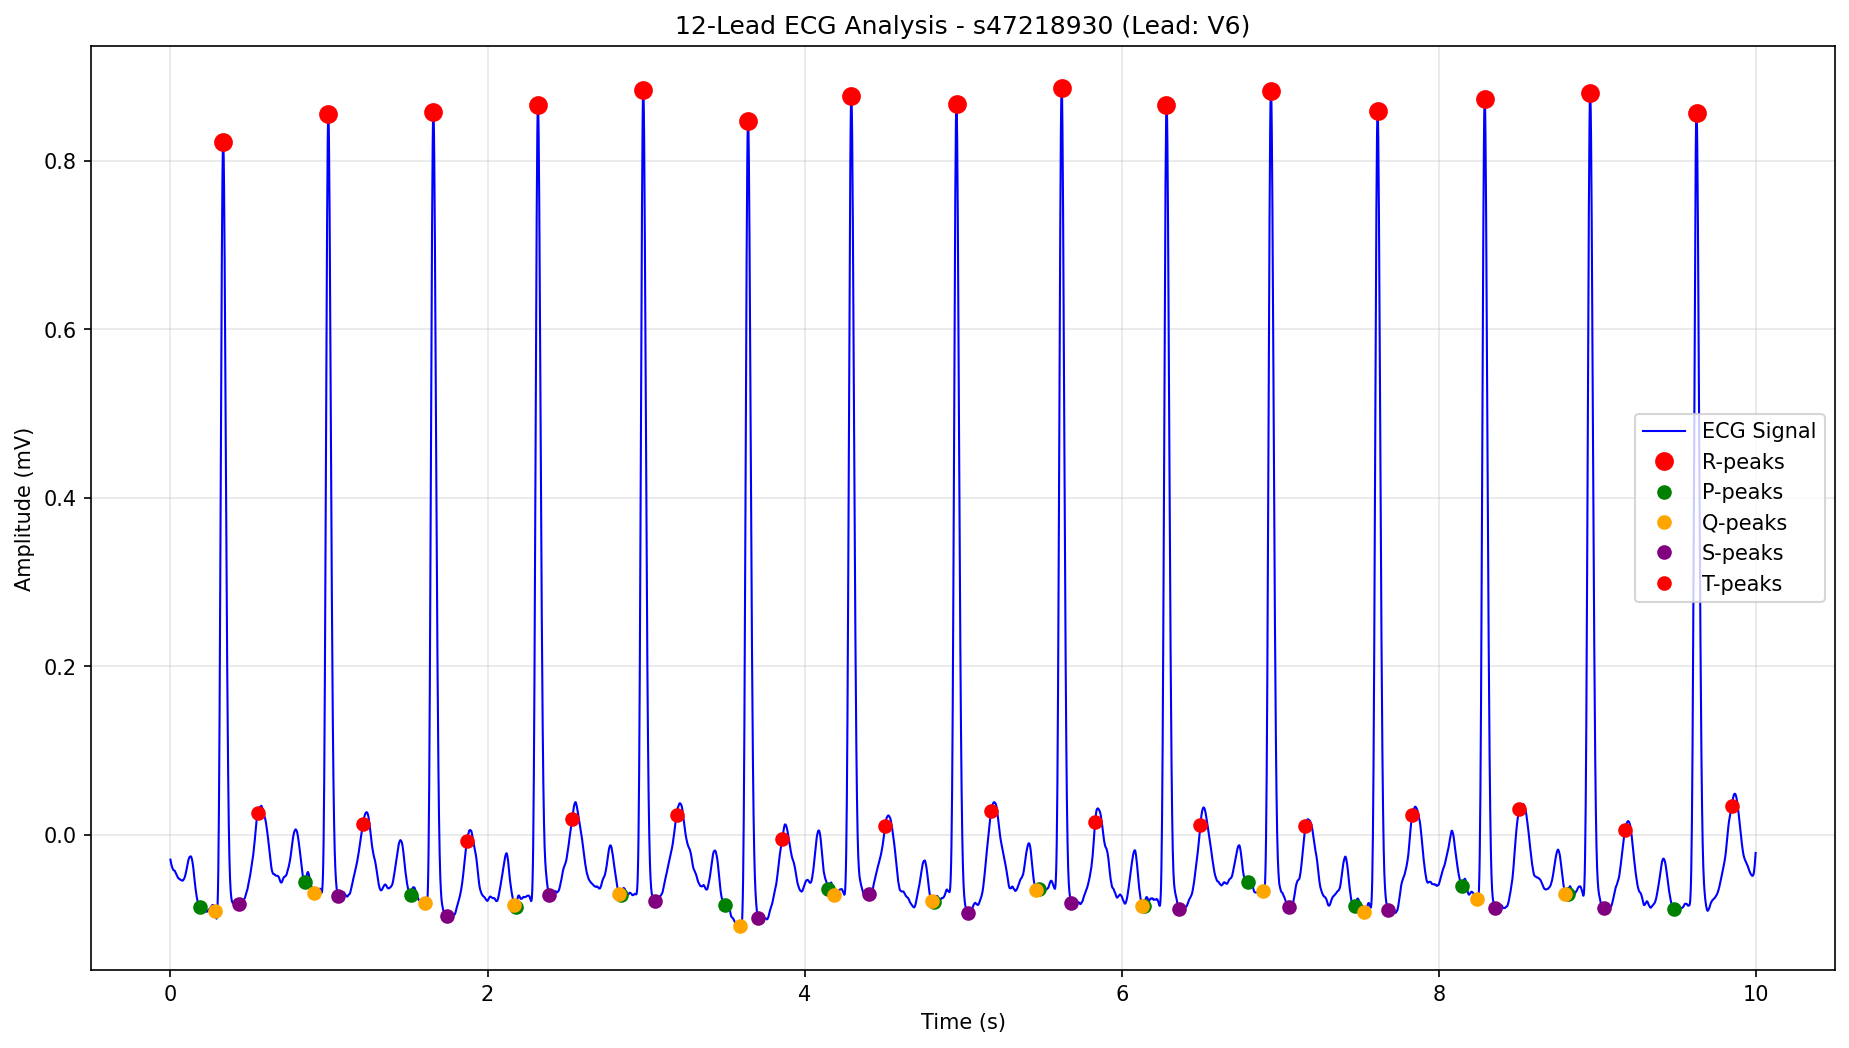 12-Lead ECG Analysis - s47218930 (Lead: V6)
Amplitude (mV)
0.8
0.6
0.4
0.2
0.0
ECG Signal
R-peaks
P-peaks
Q-peaks
S-peaks
T-peaks
0 2 4 6 8 10
Time (s)